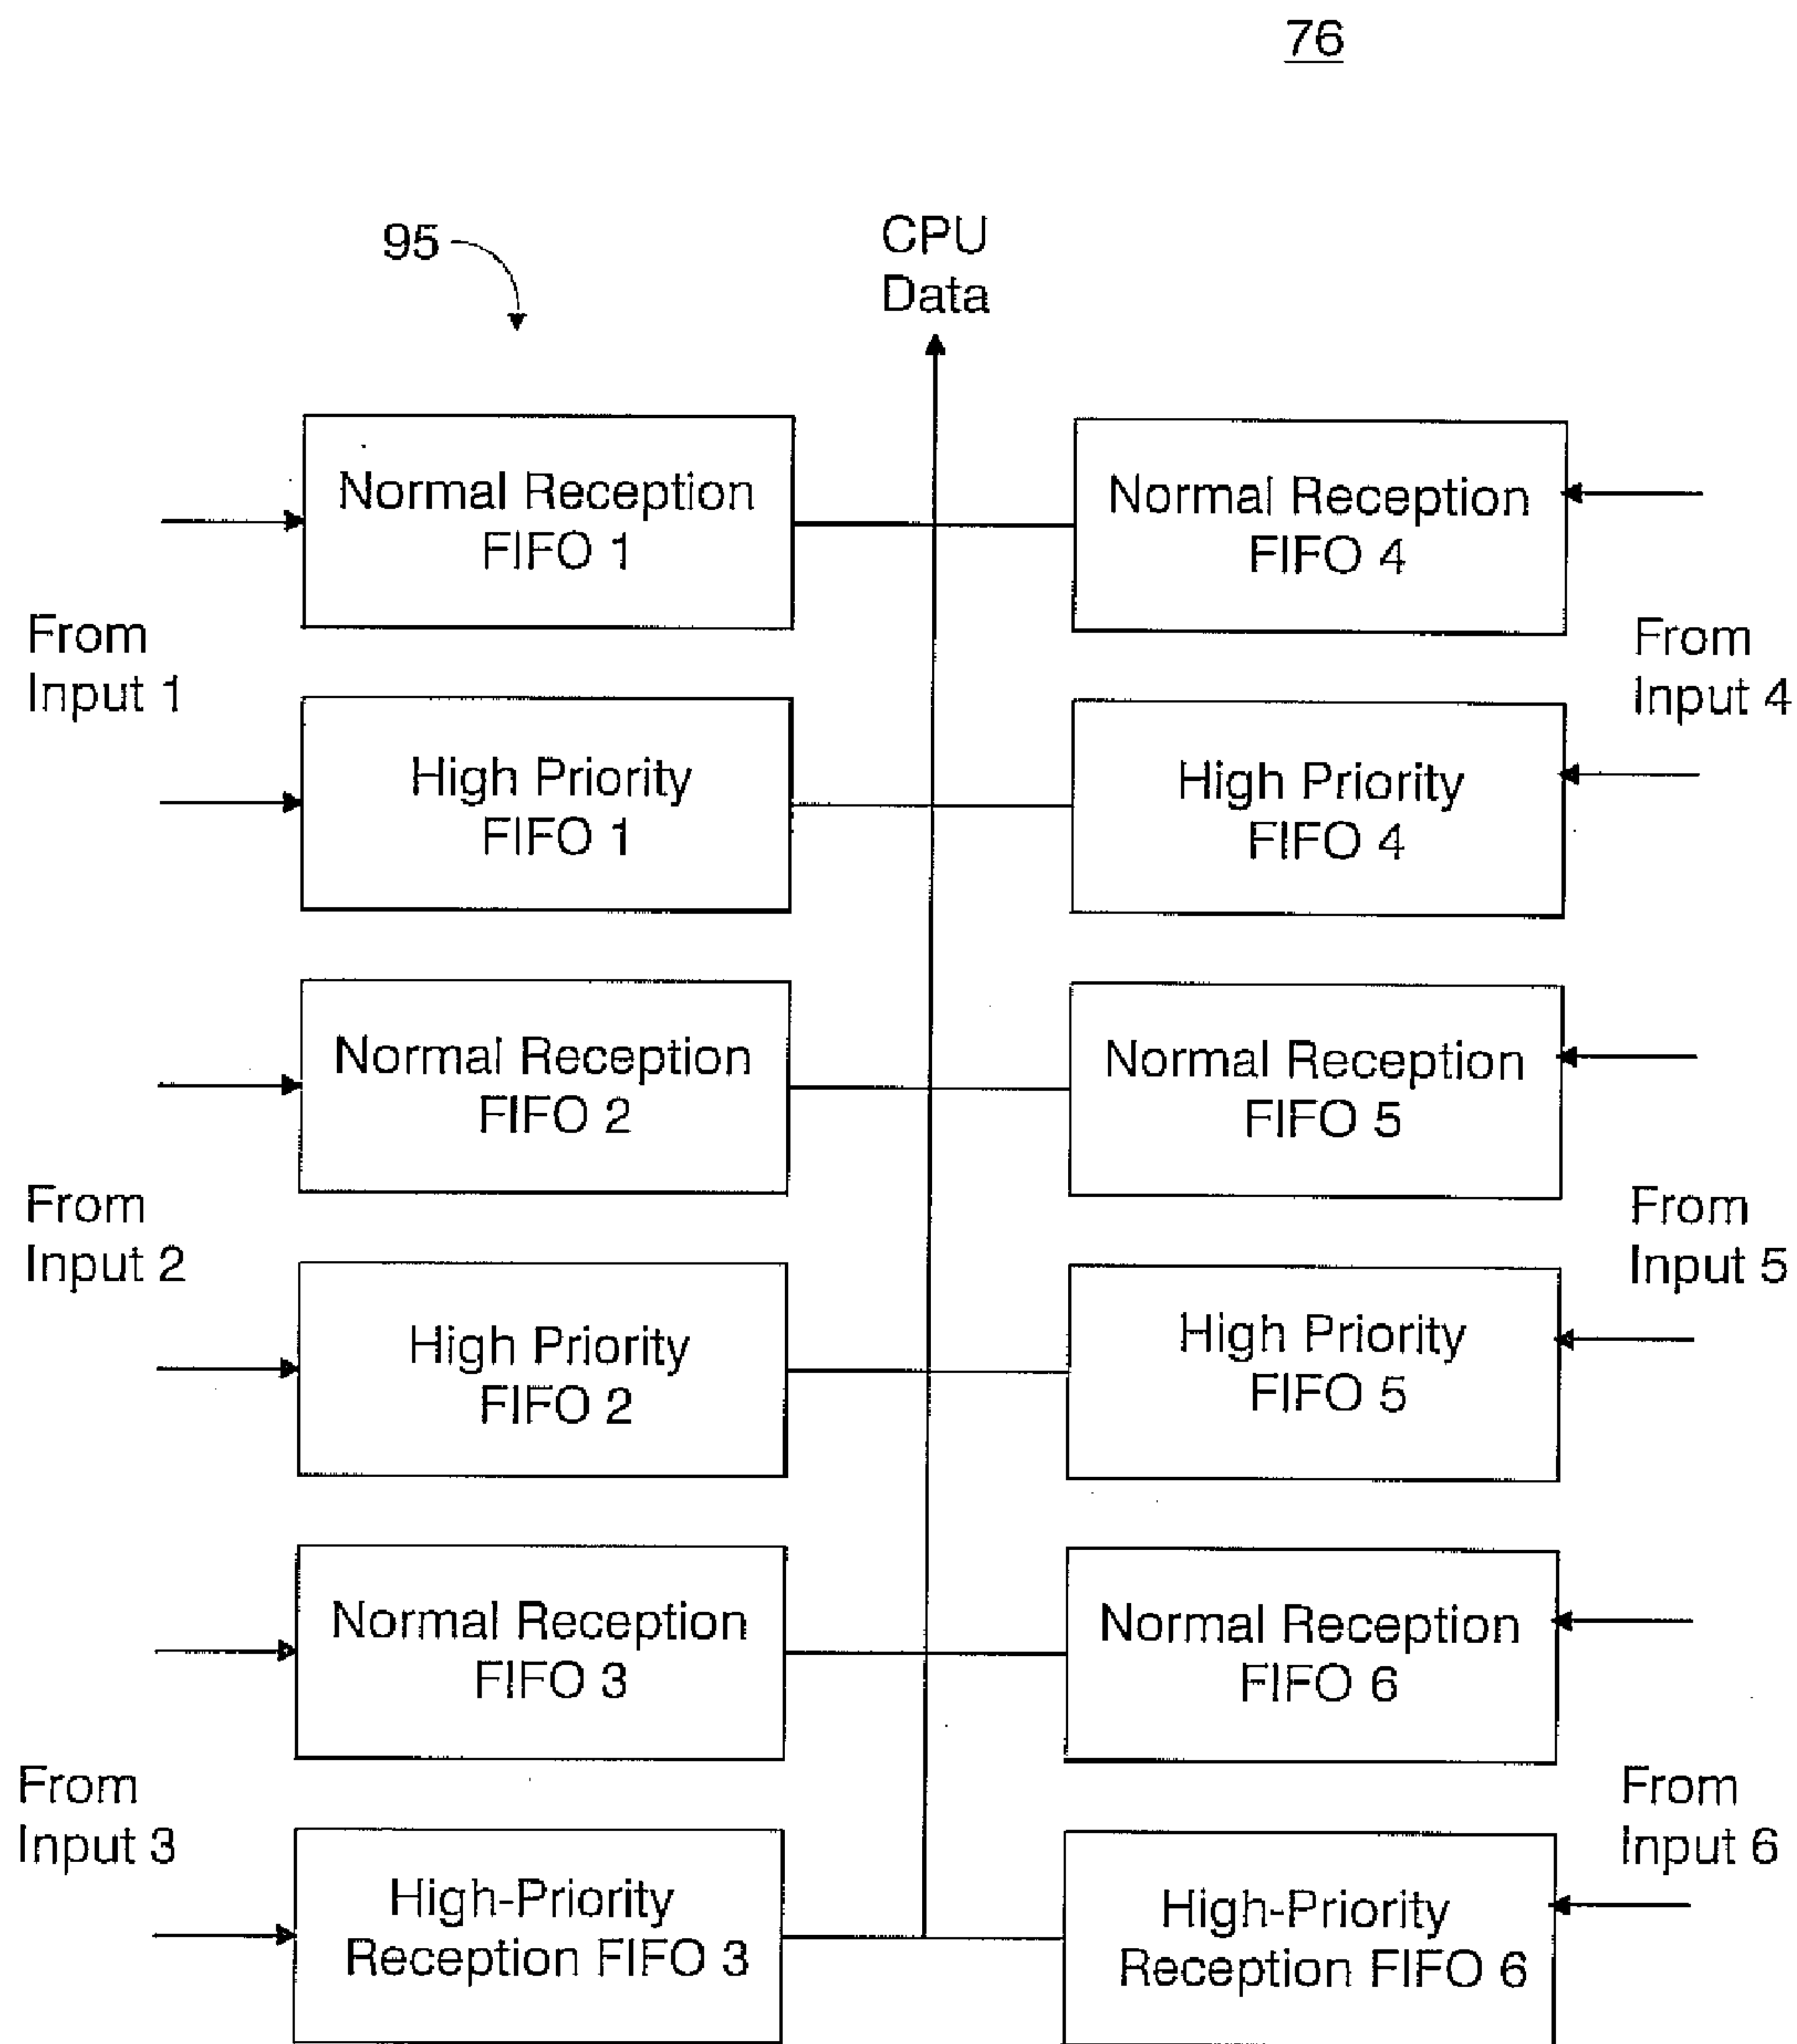 76
95
CPU
Data
Normal Reception
FIFO 1
Normal Reception
FIFO 4
From
Input 1
From
Input 4
High Priority
FIFO 1
High Priority
FIFO 4
Normal Reception
FIFO 2
Normal Reception
FIFO 5
From
Input 2
From
Input 5
High Priority
FIFO 2
High Priority
FIFO 5
Normal Reception
FIFO 3
Normal Reception
FIFO 6
From
Input 3
From
Input 6
High-Priority
Reception FIFO 3
High-Priority
Reception FIFO 6